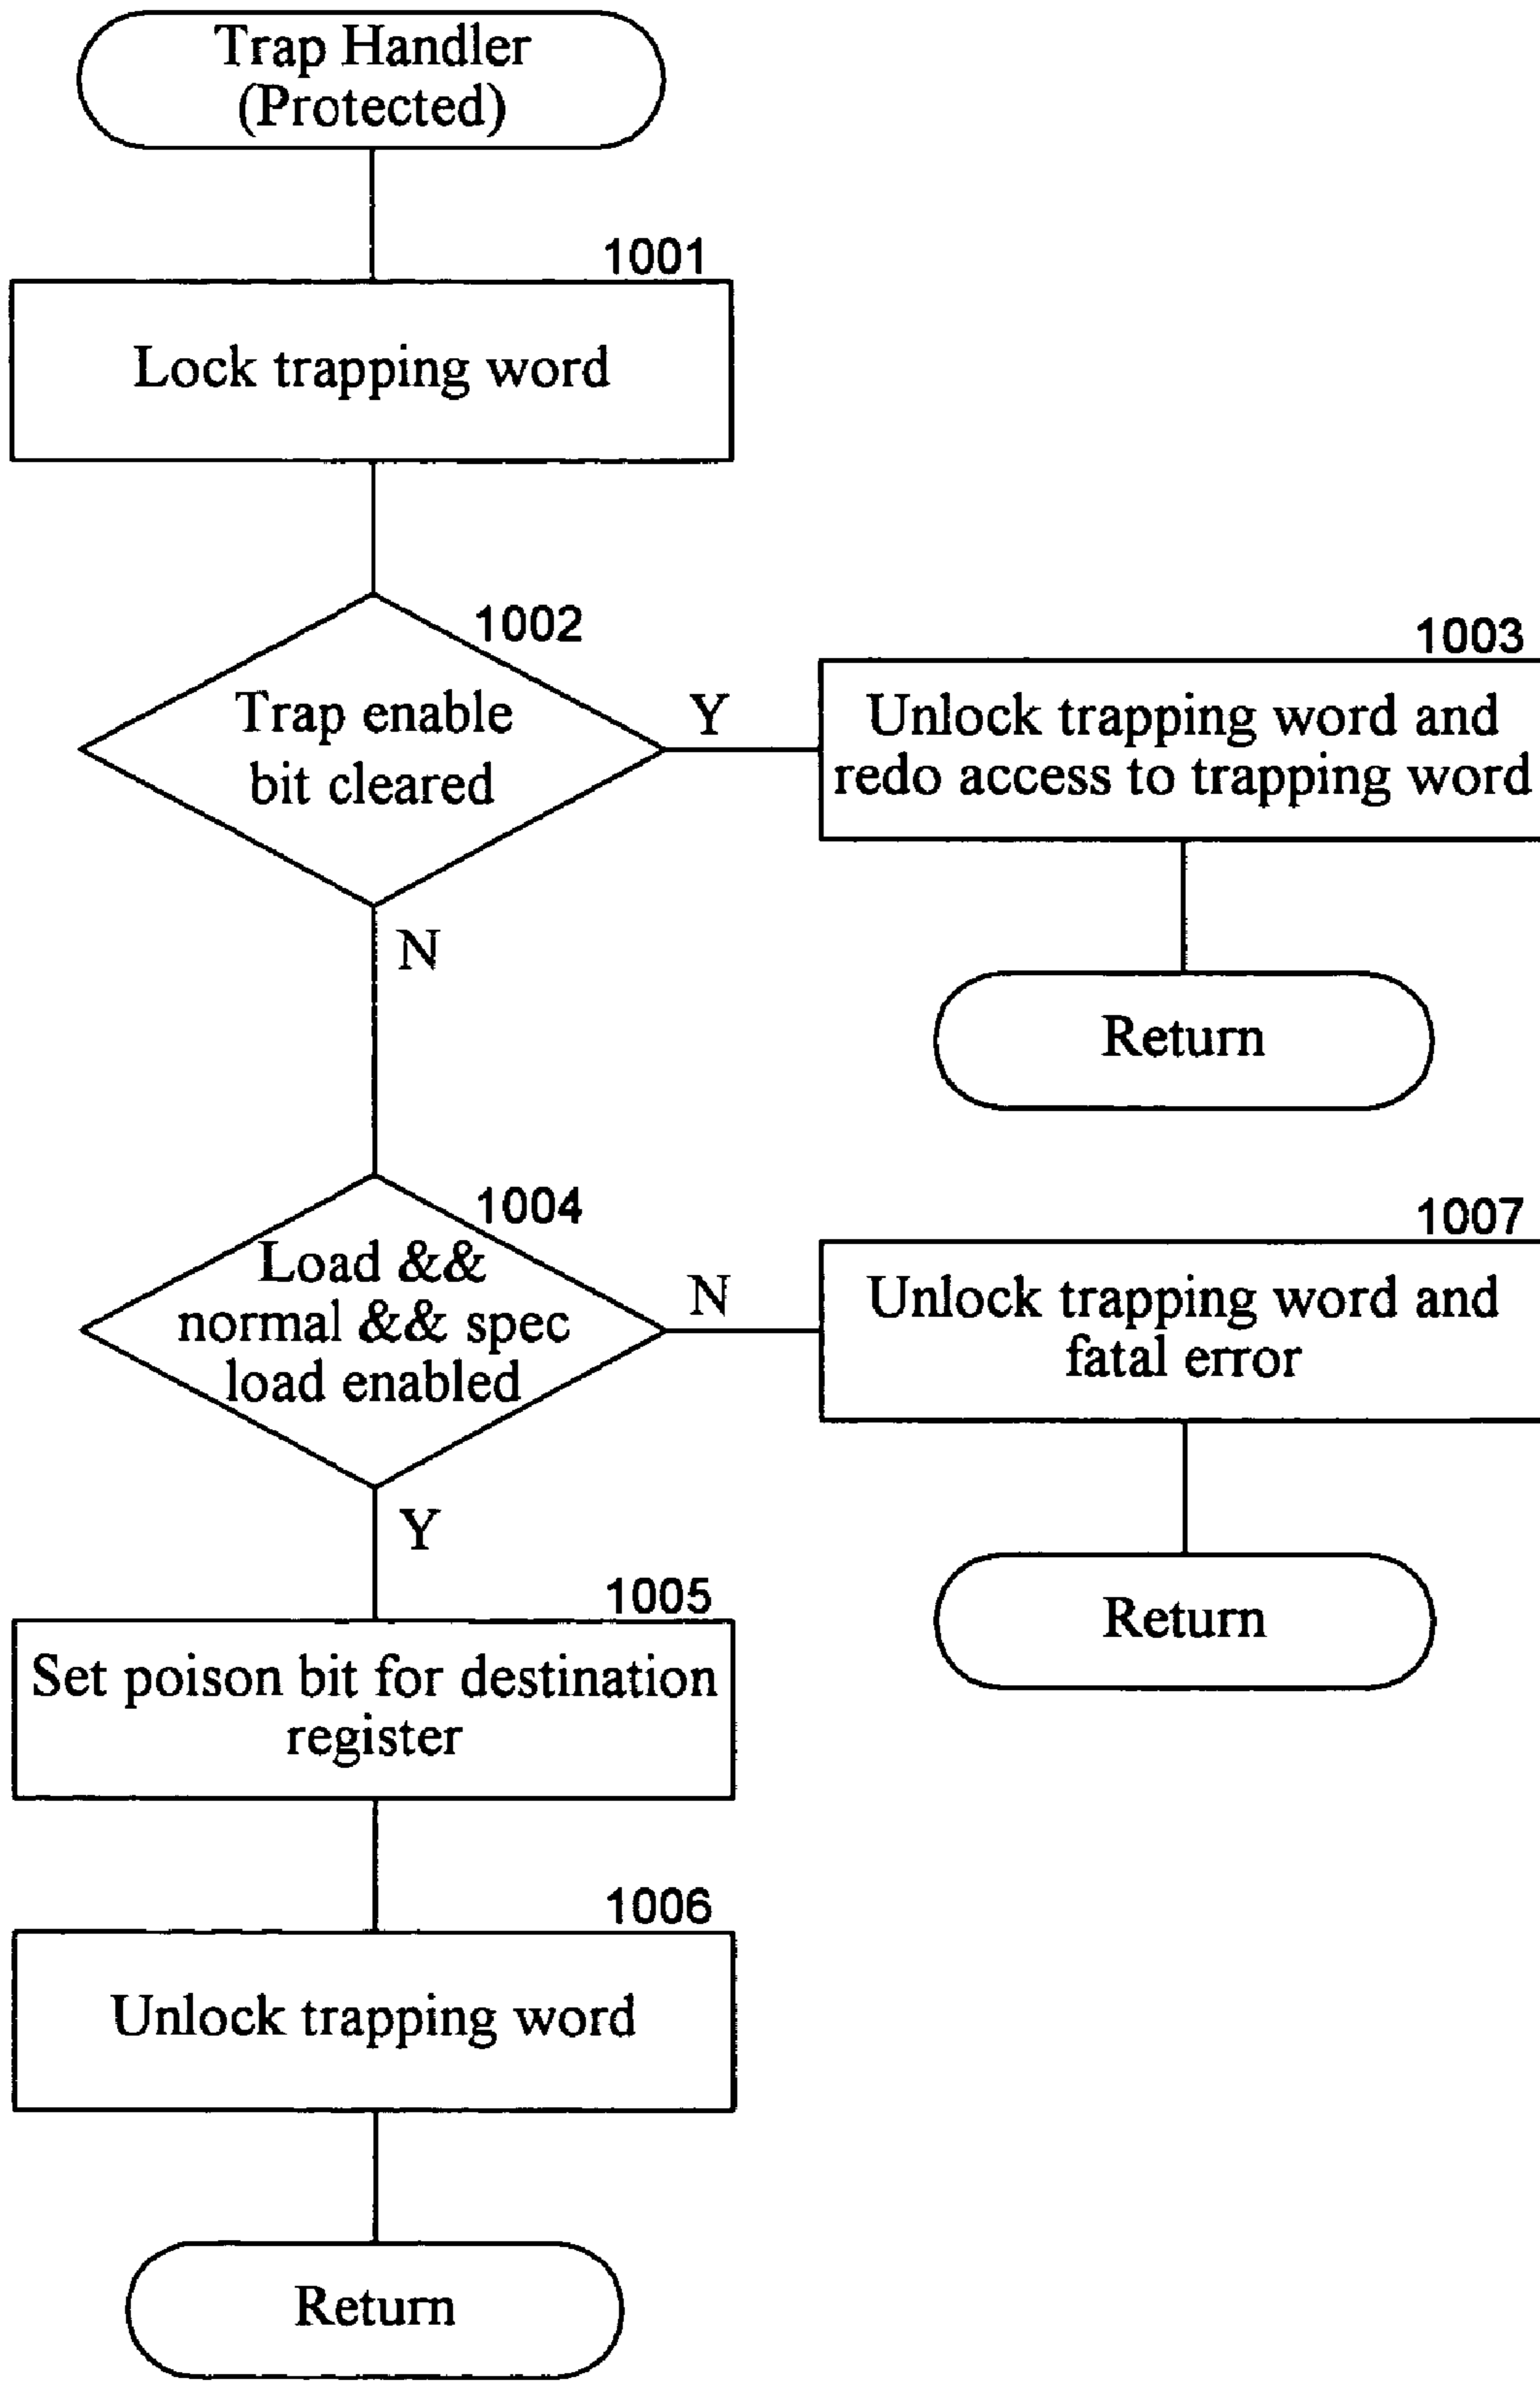 Trap Handler
(Protected)
1001
Lock trapping word
1002
Trap enable
bit cleared
Y
N
1003
Unlock trapping word and
redo access to trapping word
Return
1004
Load &&
normal && spec
load enabled
N
Y
1007
Unlock trapping word and
fatal error
Return
1005
Set poison bit for destination
register
1006
Unlock trapping word
Return